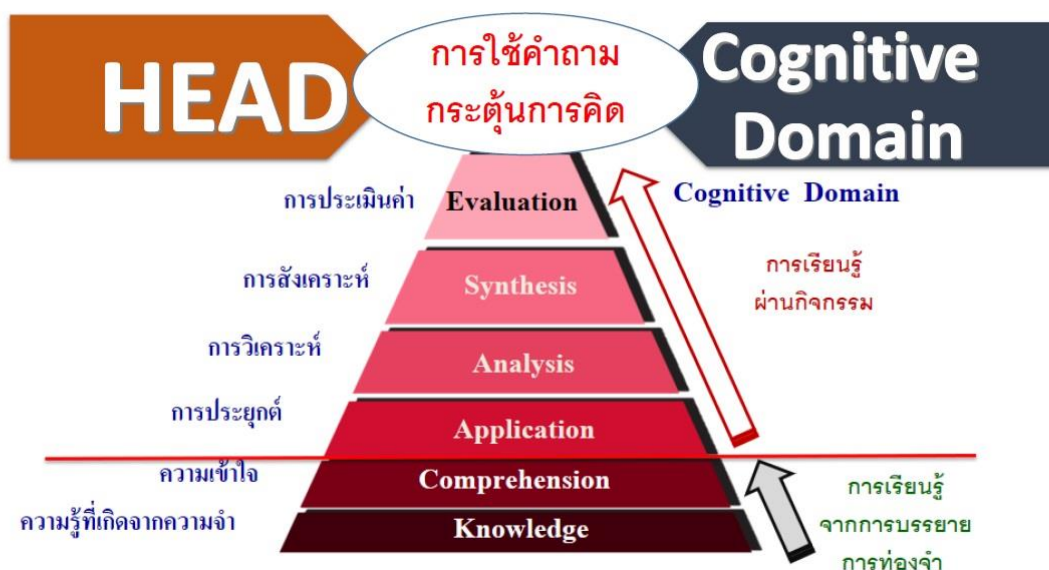 HEAD
การใช้คำถาม
กระตุ้นการคิด
Cognitive
Domain
การประเมินค่า
Evaluation
Cognitive Domain
การสังเคราะห์
Synthesis
การเรียนรู้
ผ่านกิจกรรม
การวิเคราะห์
Analysis
การประยุกต์
Application
ความเข้าใจ
Comprehension
ความรู้ที่เกิดจากความจำ
Knowledge
การเรียนรู้
จากการบรรยาย
การท่องจำ